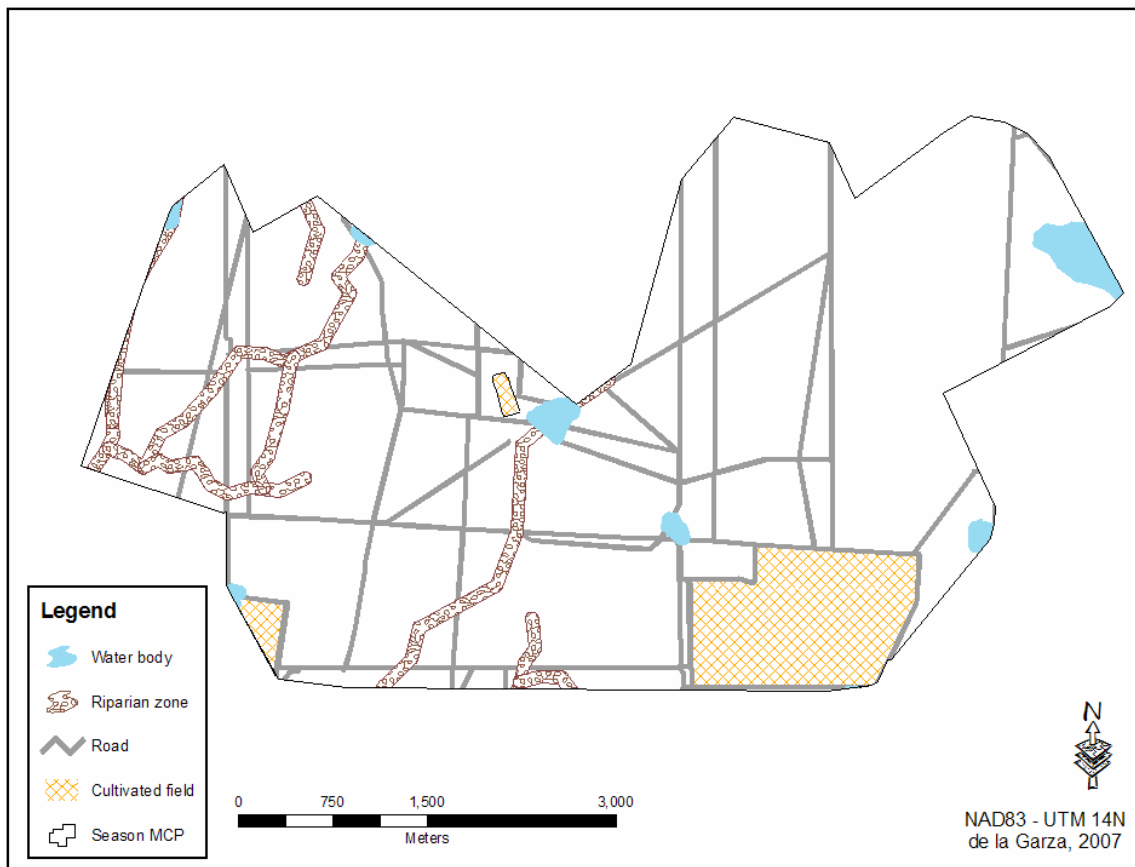 Legend
Water body
Riparian zone
Road
Cultivated field
Season MCP
0 750 1,500 3,000
Meters
N
NAD83 - UTM 14N
de la Garza, 2007